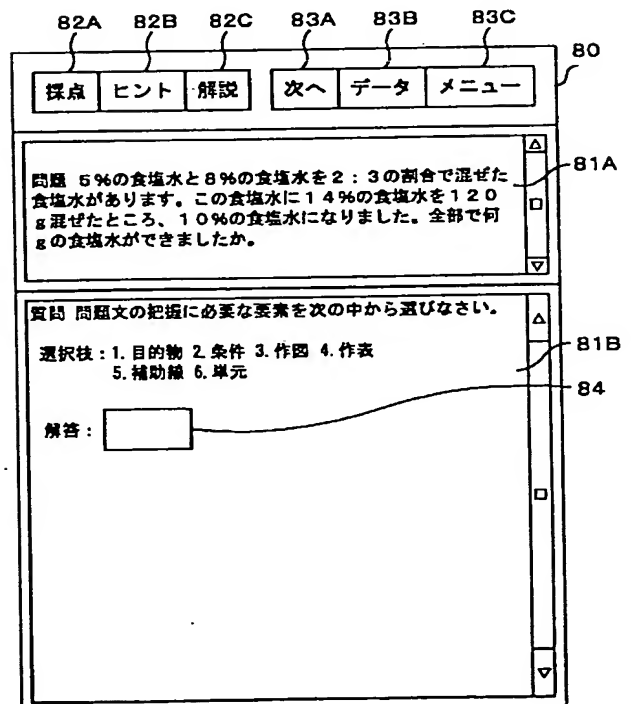 82A 82B 82C 83A 83B 83C
80
採点 ヒント 解説 次へ データ メニュー
81A
問題 5%の食塩水と8%の食塩水を2:3の割合で混ぜた
食塩水があります。この食塩水に14%の食塩水を120
g混ぜたところ、10%の食塩水になりました。全部で何
gの食塩水ができましたか。
質問 問題文の把握に必要な要素を次の中から選びなさい。
81B
選択技:1.目的物 2.条件 3.作図 4.作表
5.補助線 6.単元
84
解答: